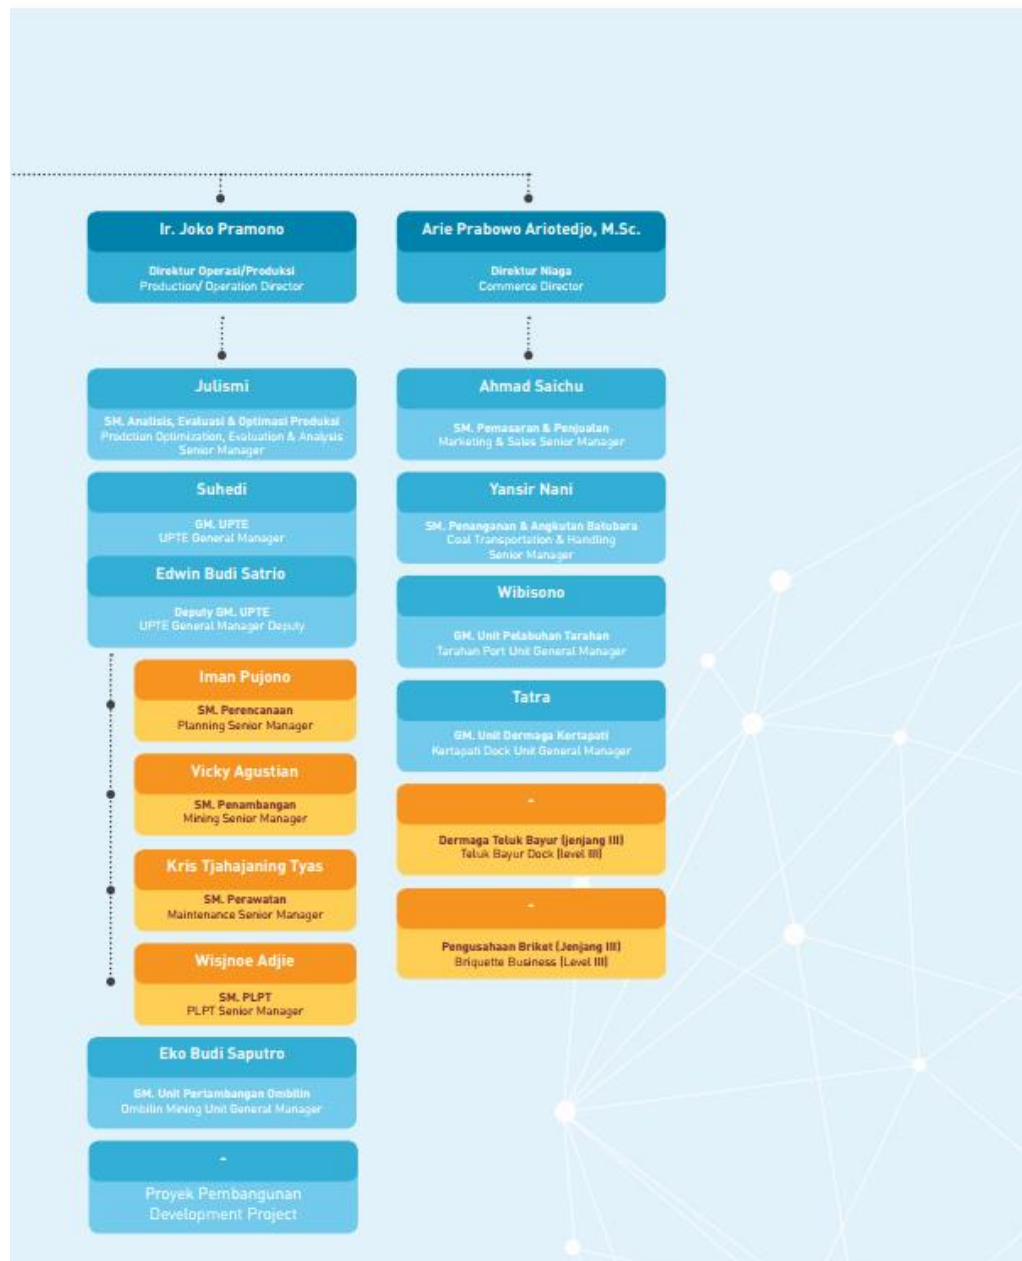 Ir. Joko Pramono
Direktur Operasi/Produksi
Production/ Operation Director
Julismi
SM. Analisis, Evaluasi & Optimasi Produksi
Prodction Optimization, Evaluation & Analysis
Senior Manager
Suhedi
GM. UPTE
UPTE General Manager
Edwin Budi Satrio
Deputy GM. UPTE
UPTE General Manager Deputy
Iman Pujono
SM. Perencanaan
Planning Senior Manager
Vicky Agustian
SM. Penambangan
Mining Senior Manager
Kris Tjahajaning Tyas
SM. Perawatan
Maintenance Senior Manager
Wisjnoe Adjie
SM. PLPT
PLPT Senior Manager
Eko Budi Saputro
GM. Unit Pertambangan Ombilin
Ombilin Mining Unit General Manager
-
Proyek Pembangunan
Development Project
Arie Prabowo Ariotedjo, M.Sc.
Direktur Niaga
Commerce Director
Ahmad Saichu
SM. Pemasaran & Penjualan
Marketing & Sales Senior Manager
Yansir Nani
SM. Penanganan & Angkutan Batubara
Coal Transportation & Handling
Senior Manager
Wibisono
GM. Unit Pelabuhan Tarahan
Tarahan Port Unit General Manager
Tatra
GM. Unit Dermaga Kertapati
Kertapati Dock Unit General Manager
-
Dermaga Teluk Bayur (jenjang III)
Teluk Bayur Dock (level III)
-
Pengusahaan Briket (Jenjang III)
Briquette Business (Level III)